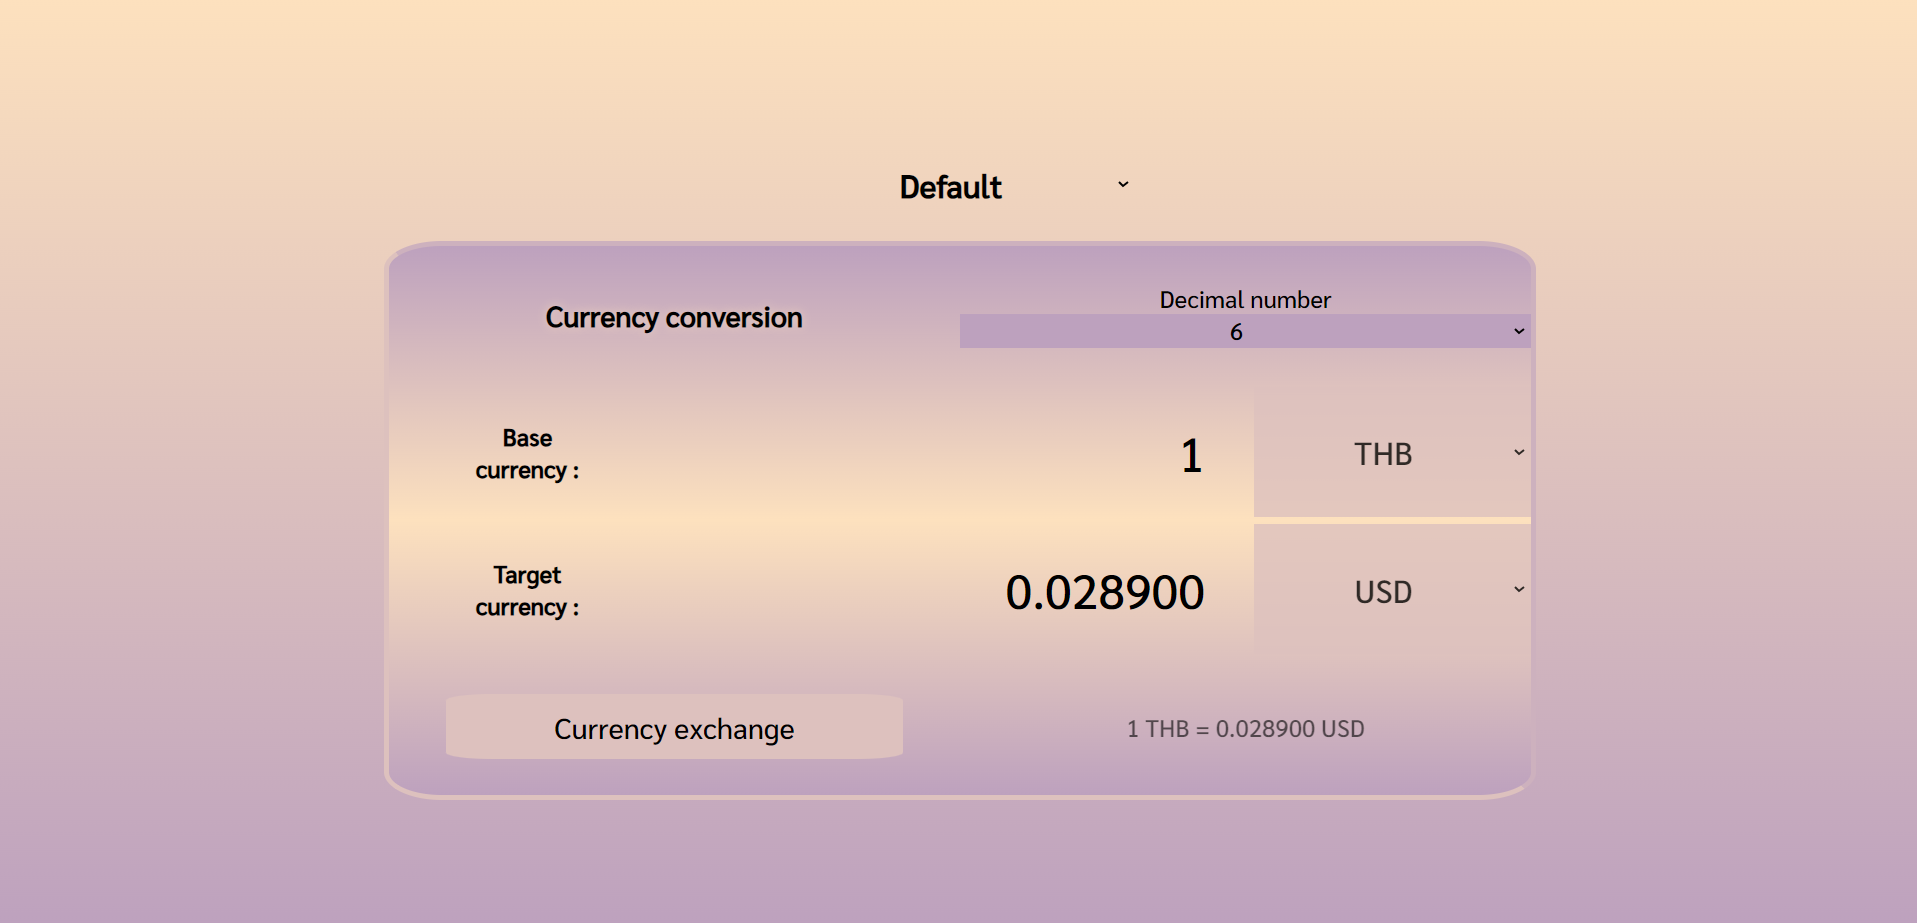 Default
Currency conversion
Decimal number
6
Base
currency :
1
THB
Target
currency :
0.028900
USD
Currency exchange
1 THB = 0.028900 USD